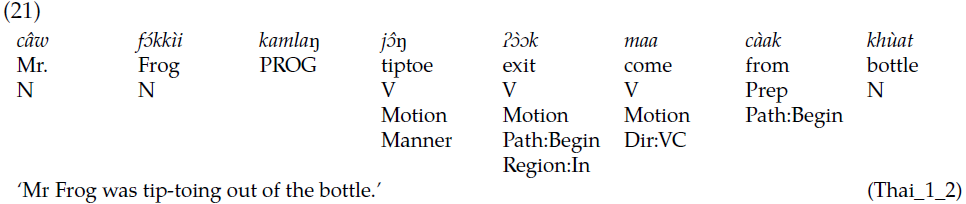 (21)
câw fɔ́kkìi kamlaŋ jɔ̂ŋ ʔɔ̀ɔk maa càak khùat
Mr. Frog PROG tiptoe exit come from bottle
N N V V V Prep N
Motion Motion Motion Path:Begin
Manner Path:Begin Dir:VC
Region:In
‘Mr Frog was tip-toing out of the bottle.’ (Thai_1_2)